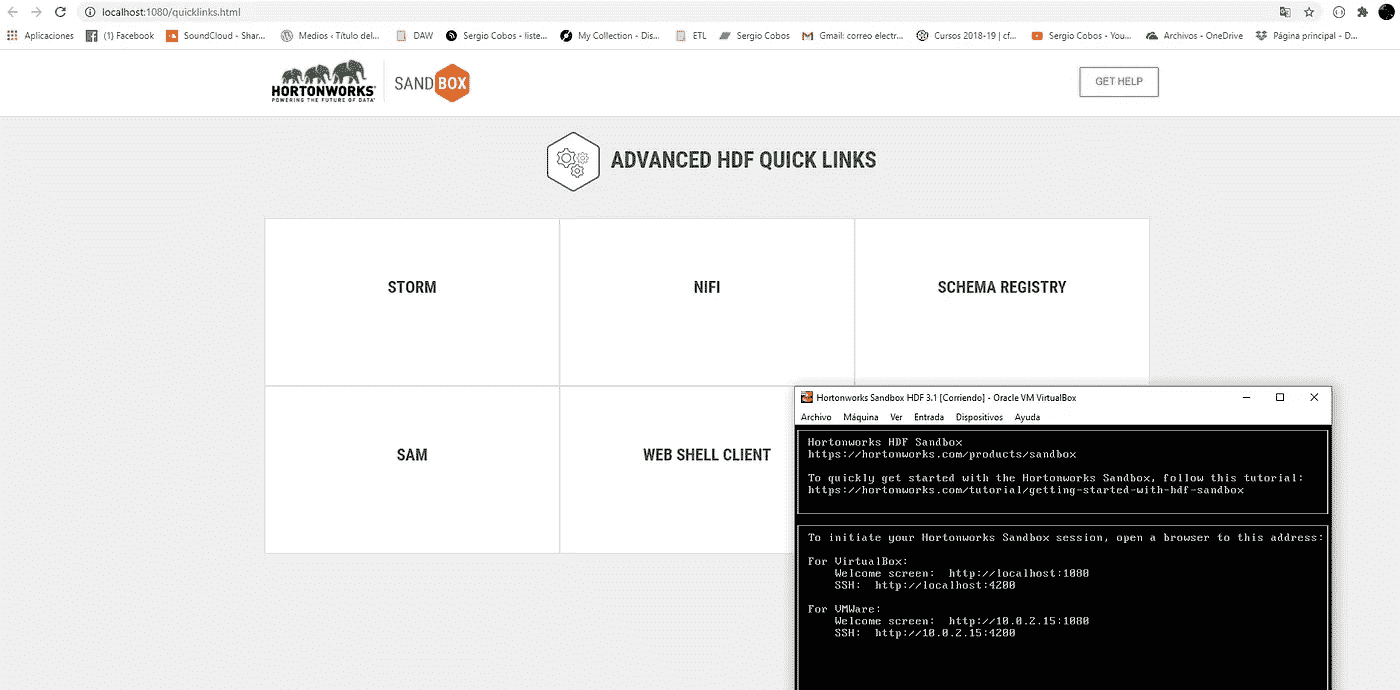 localhost:1080/quicklinks.html
Aplicaciones (1) Facebook SoundCloud - Shar... Medios ‹ Título del... DAW Sergio Cobos - liste... My Collection - Dis... ETL Sergio Cobos Gmail: correo electr... Cursos 2018-19 | cf... Sergio Cobos - You... Archivos - OneDrive Página principal - D...
HORTONWORKS
POWERING THE FUTURE OF DATA
SANDBOX
GET HELP
ADVANCED HDF QUICK LINKS
STORM NIFI SCHEMA REGISTRY
SAM WEB SHELL CLIENT
Hortonworks Sandbox HDF 3.1 [Corriendo] - Oracle VM VirtualBox
Archivo Máquina Ver Entrada Dispositivos Ayuda
Hortonworks HDF Sandbox
https://hortonworks.com/products/sandbox
To quickly get started with the Hortonworks Sandbox, follow this tutorial:
https://hortonworks.com/tutorial/getting-started-with-hdf-sandbox
To initiate your Hortonworks Sandbox session, open a browser to this address:
For VirtualBox:
Welcome screen: http://localhost:1080
SSH: http://localhost:4200
For VMWare:
Welcome screen: http://10.0.2.15:1080
SSH: http://10.0.2.15:4200